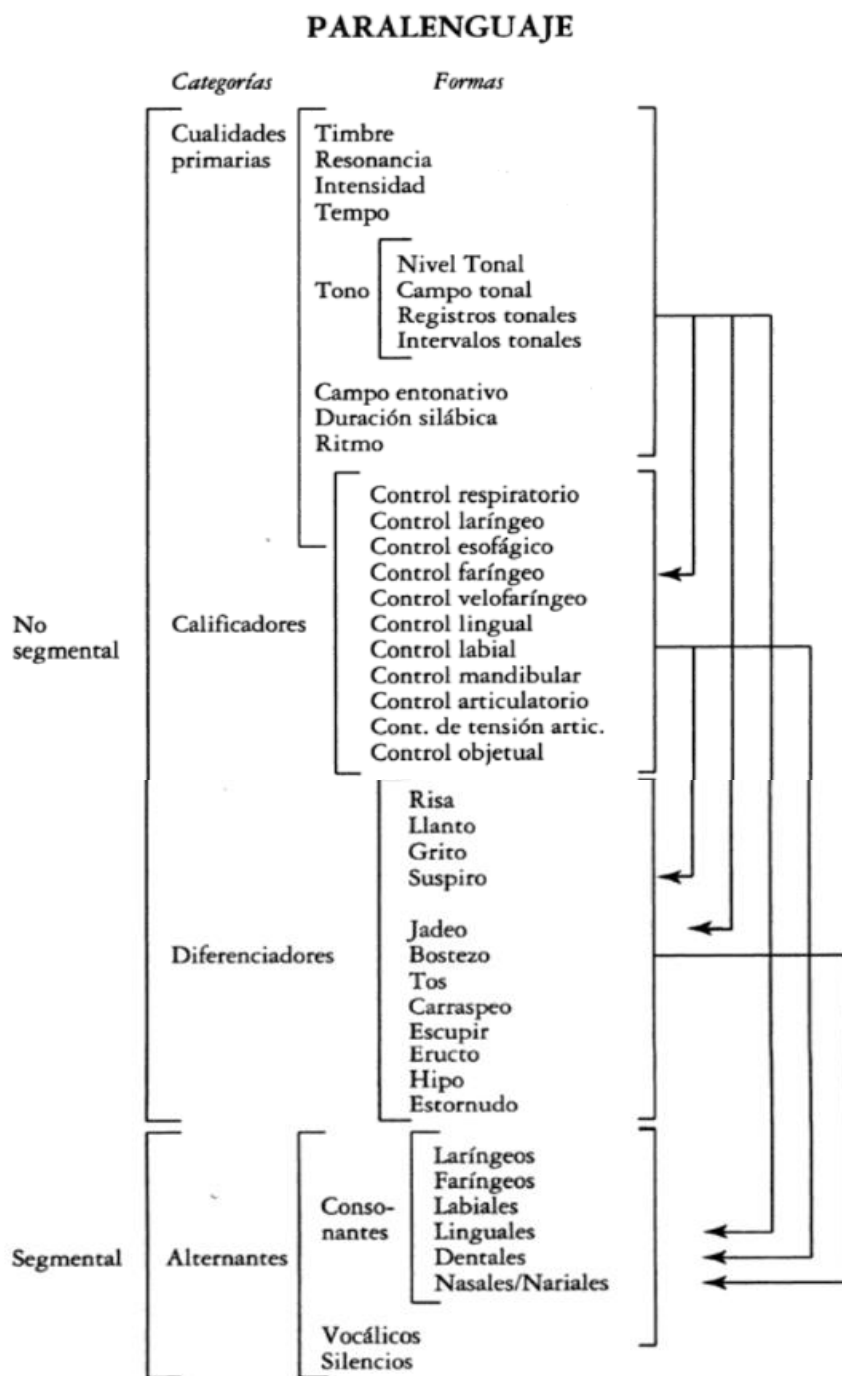 PARALENGUAJE
Categorías Formas
Cualidades primarias
Timbre
Resonancia
Intensidad
Tempo
Tono
Nivel Tonal
Campo tonal
Registros tonales
Intervalos tonales
Campo entonativo
Duración silábica
Ritmo
No segmental
Calificadores
Control respiratorio
Control laríngeo
Control esofágico
Control faríngeo
Control velofaríngeo
Control lingual
Control labial
Control mandibular
Control articulatorio
Cont. de tensión artic.
Control objetual
Diferenciadores
Risa
Llanto
Grito
Suspiro
Jadeo
Bostezo
Tos
Carraspeo
Escupir
Eructo
Hipo
Estornudo
Segmental
Alternantes
Conso-
nantes
Laríngeos
Faríngeos
Labiales
Linguales
Dentales
Nasales/Nariales
Vocálicos
Silencios